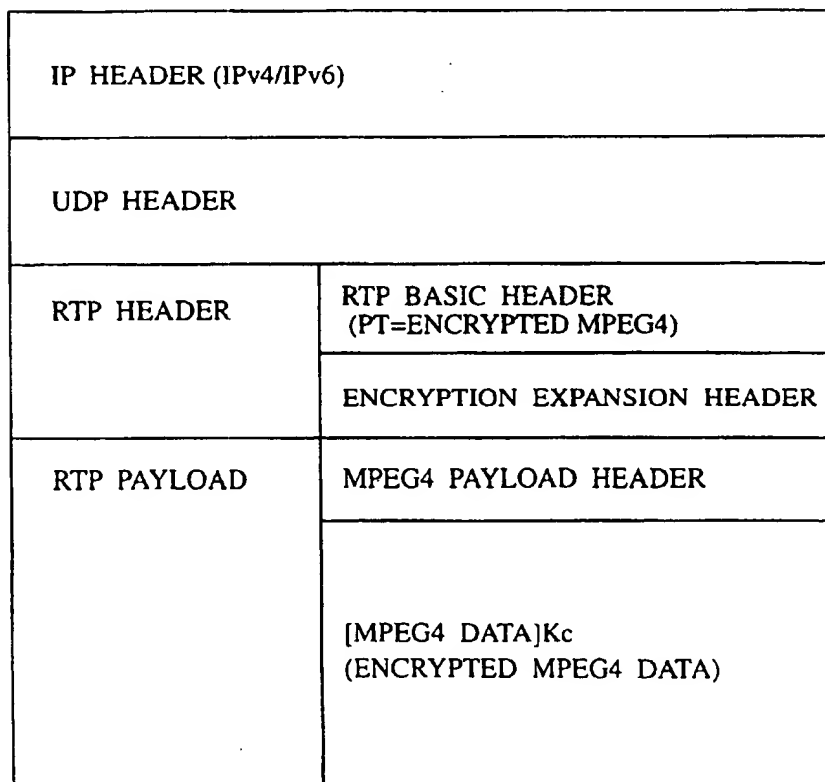 IP HEADER (IPv4/IPv6)
UDP HEADER
RTP HEADER
RTP BASIC HEADER
(PT=ENCRYPTED MPEG4)
ENCRYPTION EXPANSION HEADER
RTP PAYLOAD
MPEG4 PAYLOAD HEADER
[MPEG4 DATA]Kc
(ENCRYPTED MPEG4 DATA)